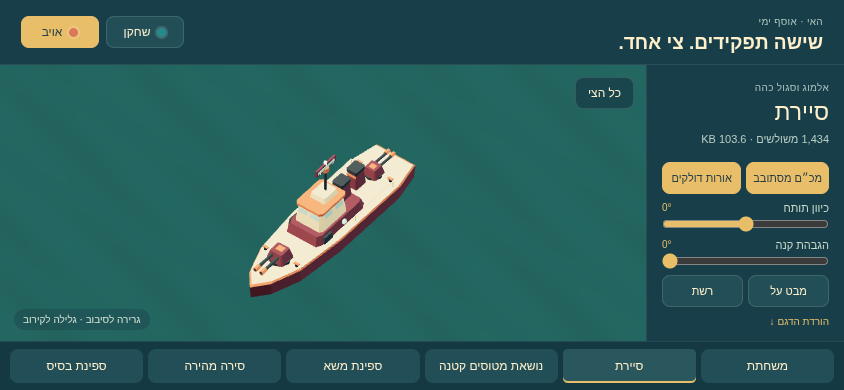 האי · אוסף ימי
שישה תפקידים. צי אחד.
שחקן
אויב
אלמוג וסגול כהה
סיירת
1,434 משולשים · 103.6 KB
מכ״ם מסתובב
אורות דולקים
כיוון תותח
0°
הגבהת קנה
0°
מבט על
רשת
הורדת הדגם ↓
כל הצי
גרירה לסיבוב · גלילה לקירוב
משחתת
סיירת
נושאת מטוסים קטנה
ספינת משא
סירה מהירה
ספינת בסיס